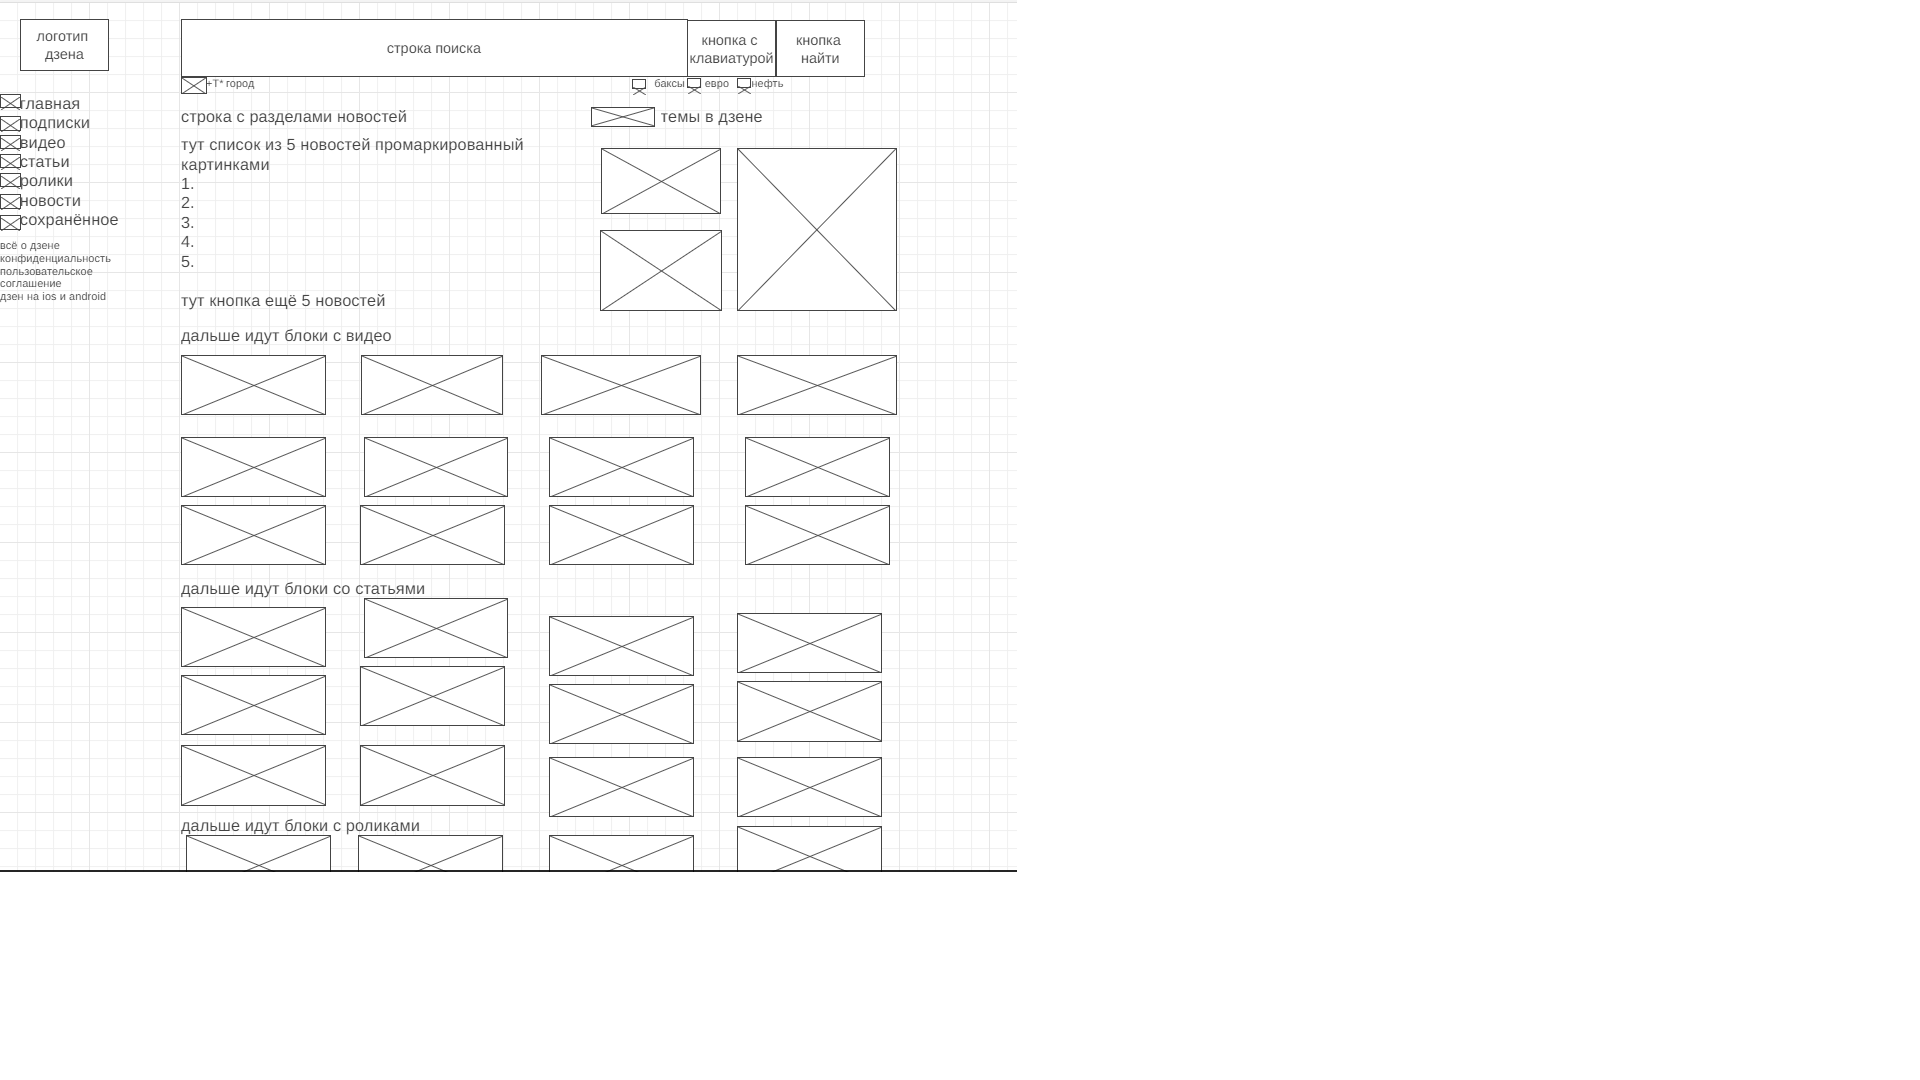 логотип
дзена
строка поиска
кнопка с
клавиатурой
кнопка
найти
+T* город
баксы
евро
нефть
главная
подписки
видео
статьи
ролики
новости
сохранённое
всё о дзене
конфиденциальность
пользовательское
соглашение
дзен на ios и android
строка с разделами новостей
темы в дзене
тут список из 5 новостей промаркированный
картинками
1.
2.
3.
4.
5.
тут кнопка ещё 5 новостей
дальше идут блоки с видео
дальше идут блоки со статьями
дальше идут блоки с роликами